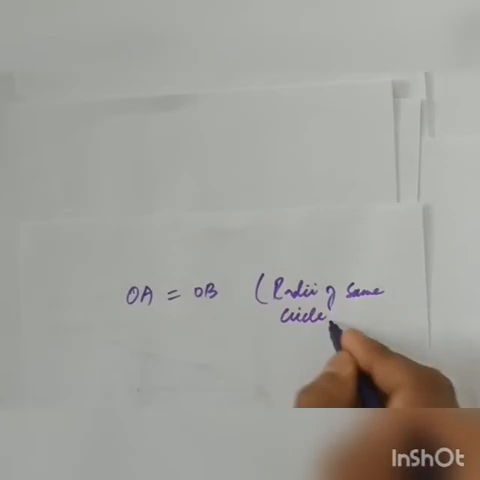 OA = OB (Radii of same
circle
InShOt